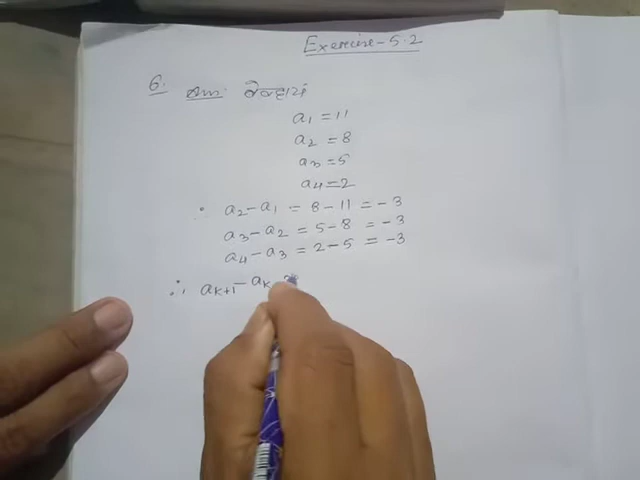 Exercise-5.2
6. Ans:
a₁ = 11
a₂ = 8
a₃ = 5
a₄ = 2
∴ a₂ - a₁ = 8 - 11 = -3
a₃ - a₂ = 5 - 8 = -3
a₄ - a₃ = 2 - 5 = -3
∴ aₖ₊₁ - aₖ